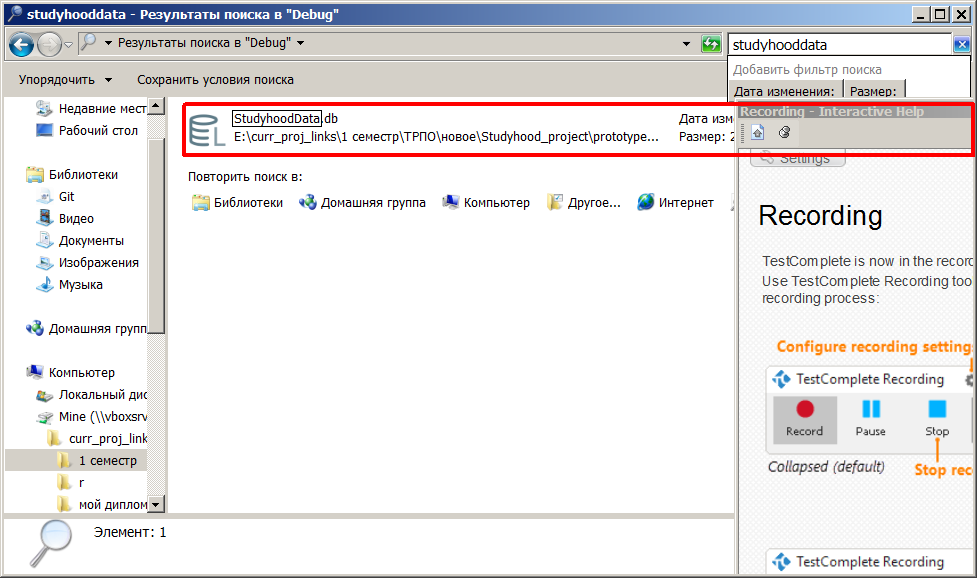 studyhooddata - Результаты поиска в "Debug"
Результаты поиска в "Debug"
studyhooddata
Упорядочить
Сохранить условия поиска
Добавить фильтр поиска
Дата изменения:
Размер:
Недавние мест
Рабочий стол
Библиотеки
Git
Видео
Документы
Изображения
Музыка
Домашняя групп
Компьютер
Локальный дис
Mine (\\vboxsrv
curr_proj_link
1 семестр
r
мой диплом
StudyhoodData.db
E:\curr_proj_links\1 семестр\ТРПО\новое\Studyhood_project\prototype...
Дата изм
Размер: 2
Повторить поиск в:
Библиотеки
Домашняя группа
Компьютер
Другое...
Интернет
Recording - Interactive Help
Settings
Recording
TestComplete is now in the recor
Use TestComplete Recording too
recording process:
Configure recording setting
TestComplete Recording
Record
Pause
Stop
Collapsed (default)
Stop rec
TestComplete Recording
Элемент: 1